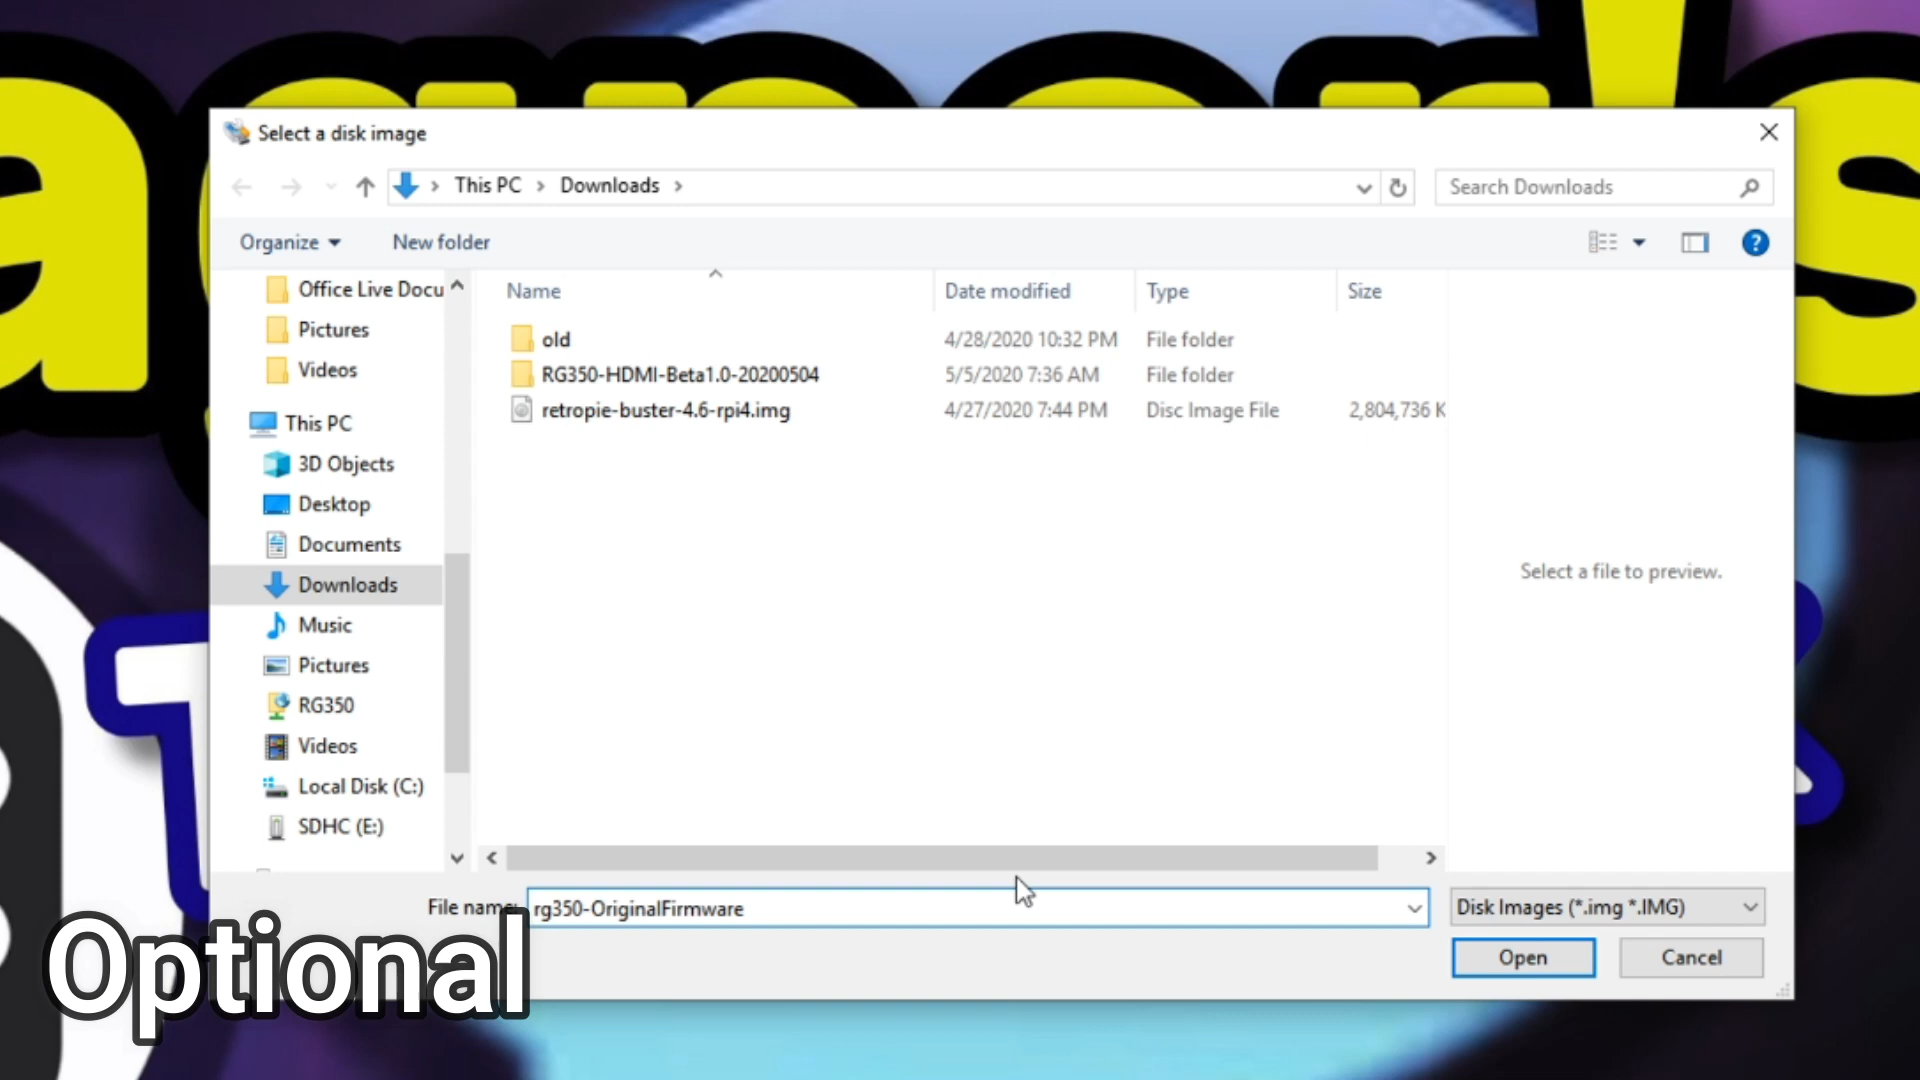 Select a disk image
This PC
Downloads
Search Downloads
Organize
New folder
Office Live Docu
Pictures
Videos
This PC
3D Objects
Desktop
Documents
Downloads
Music
Pictures
RG350
Videos
Local Disk (C:)
SDHC (E:)
Name Date modified Type Size
old 4/28/2020 10:32 PM File folder
RG350-HDMI-Beta1.0-20200504 5/5/2020 7:36 AM File folder
retropie-buster-4.6-rpi4.img 4/27/2020 7:44 PM Disc Image File 2,804,736 K
Select a file to preview.
File name: rg350-OriginalFirmware
Disk Images (*.img *.IMG)
Open
Cancel
Optional